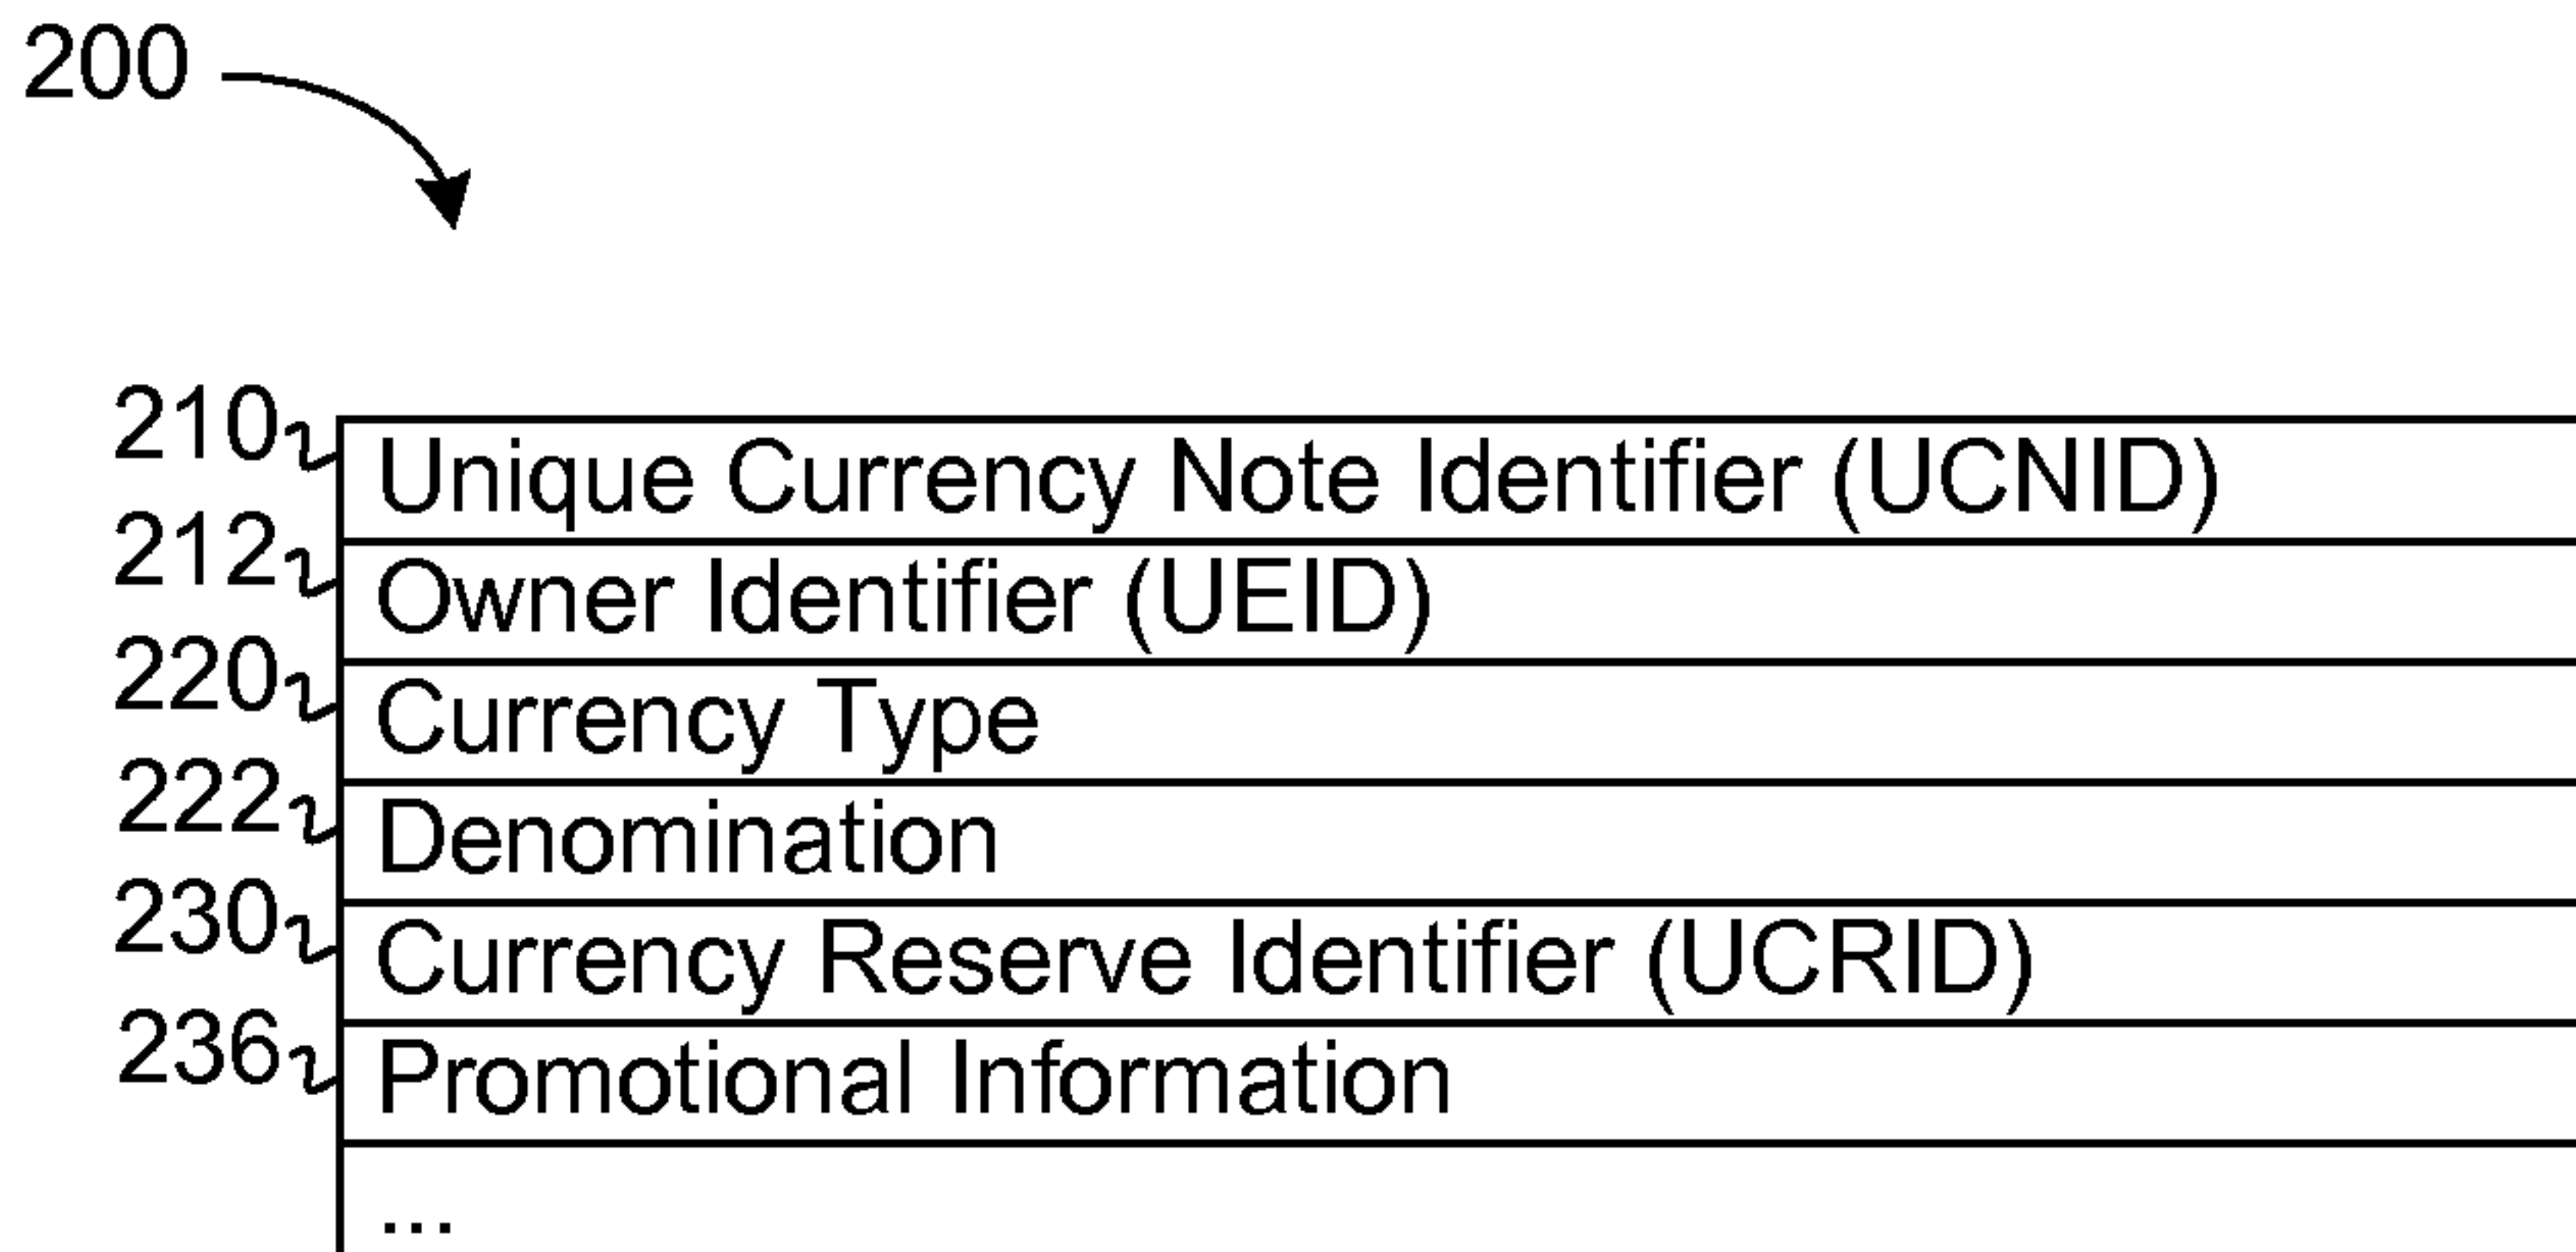 200
210 Unique Currency Note Identifier (UCNID)
212 Owner Identifier (UEID)
220 Currency Type
222 Denomination
230 Currency Reserve Identifier (UCRID)
236 Promotional Information
...